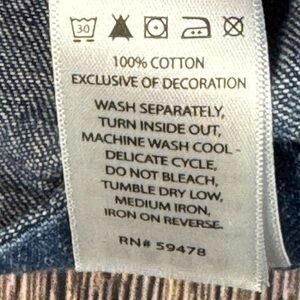 30
100% COTTON
EXCLUSIVE OF DECORATION
WASH SEPARATELY,
TURN INSIDE OUT,
MACHINE WASH COOL -
DELICATE CYCLE,
DO NOT BLEACH,
TUMBLE DRY LOW,
MEDIUM IRON,
IRON ON REVERSE.
RN# 59478